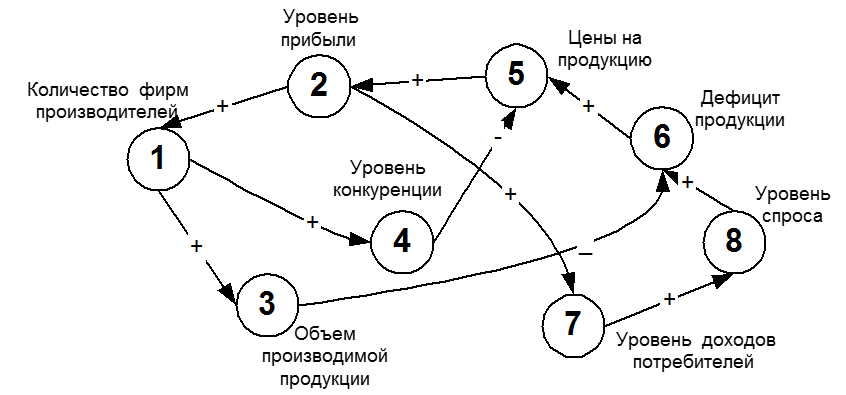 Уровень
прибыли
2
+
5
Цены на
продукцию
Количество фирм
производителей
+
1
+
Дефицит
продукции
6
-
Уровень
конкуренции
+
+
Уровень
спроса
+
4
8
+
–
3
Объем
производимой
продукции
7
+
Уровень доходов
потребителей